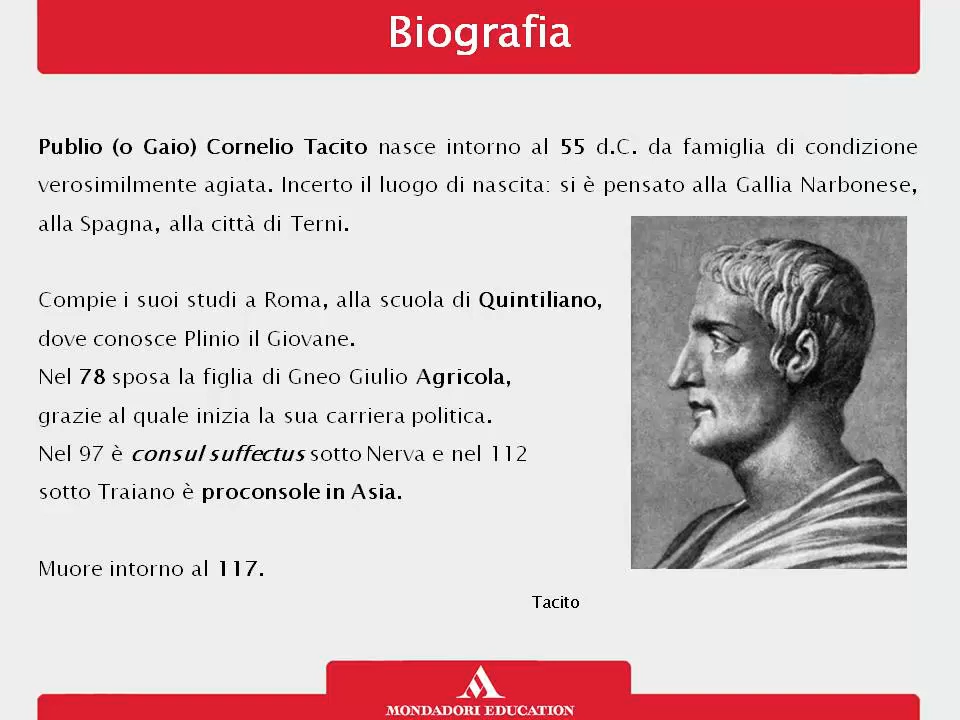 Biografia
Publio (o Gaio) Cornelio Tacito nasce intorno al 55 d.C. da famiglia di condizione
verosimilmente agiata. Incerto il luogo di nascita: si è pensato alla Gallia Narbonese,
alla Spagna, alla città di Terni.
Compie i suoi studi a Roma, alla scuola di Quintiliano,
dove conosce Plinio il Giovane.
Nel 78 sposa la figlia di Gneo Giulio Agricola,
grazie al quale inizia la sua carriera politica.
Nel 97 è consul suffectus sotto Nerva e nel 112
sotto Traiano è proconsole in Asia.
Muore intorno al 117.
Tacito
MONDADORI EDUCATION